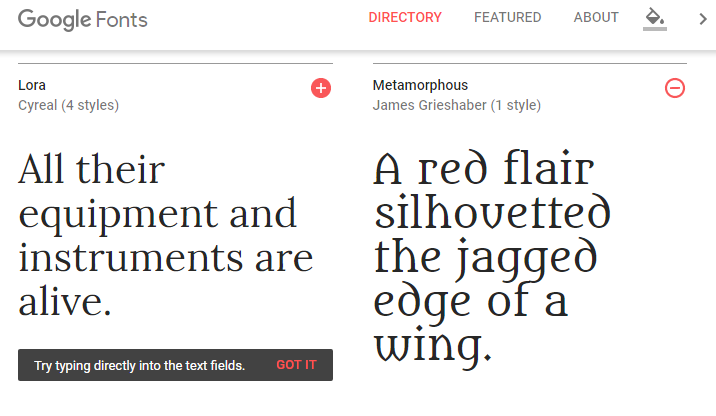 Google Fonts
DIRECTORY FEATURED ABOUT
Lora
Cyreal (4 styles)
All their
equipment and
instruments are
alive.
Try typing directly into the text fields. GOT IT
Metamorphous
James Grieshaber (1 style)
A red flair
silhouetted
the jagged
edge of a
wing.